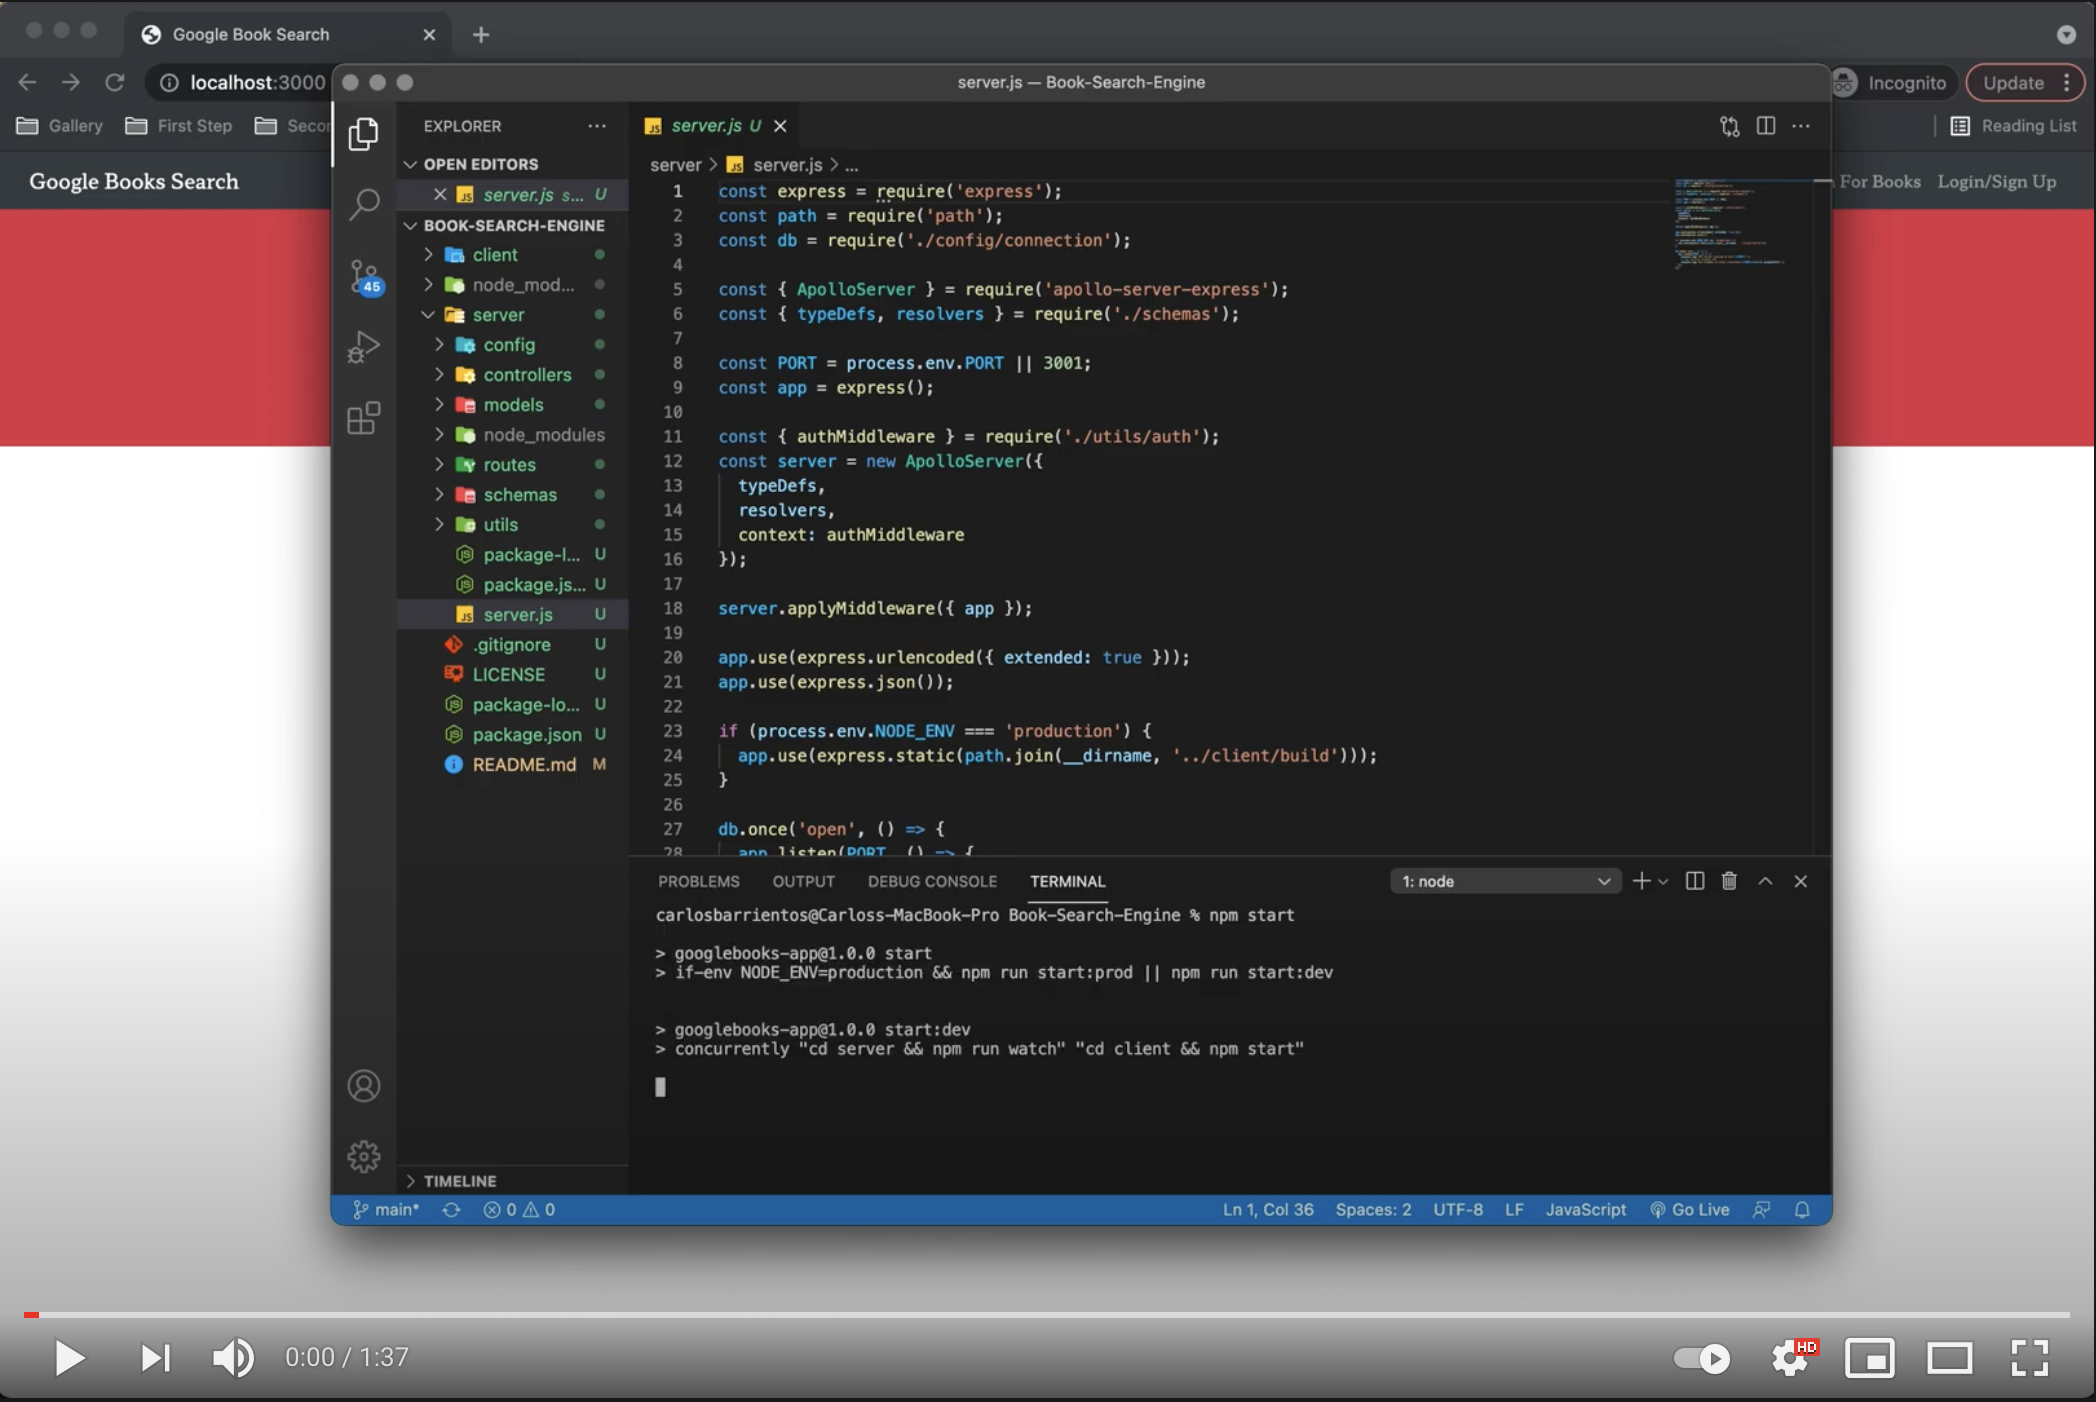 Google Book Search
localhost:3000
Incognito
Update
Gallery
First Step
Reading List
Google Books Search
For Books
Login/Sign Up
server.js — Book-Search-Engine
EXPLORER
OPEN EDITORS
server.js s... U
BOOK-SEARCH-ENGINE
client
node_mod...
server
config
controllers
models
node_modules
routes
schemas
utils
package-l... U
package.js... U
server.js U
.gitignore U
LICENSE U
package-lo... U
package.json U
README.md M
TIMELINE
45
server.js U
server > server.js > ...
1 const express = require('express');
2 const path = require('path');
3 const db = require('./config/connection');
4
5 const { ApolloServer } = require('apollo-server-express');
6 const { typeDefs, resolvers } = require('./schemas');
7
8 const PORT = process.env.PORT || 3001;
9 const app = express();
10
11 const { authMiddleware } = require('./utils/auth');
12 const server = new ApolloServer({
13 typeDefs,
14 resolvers,
15 context: authMiddleware
16 });
17
18 server.applyMiddleware({ app });
19
20 app.use(express.urlencoded({ extended: true }));
21 app.use(express.json());
22
23 if (process.env.NODE_ENV === 'production') {
24 app.use(express.static(path.join(__dirname, '../client/build')));
25 }
26
27 db.once('open', () => {
28 app.listen(PORT, () => {
PROBLEMS OUTPUT DEBUG CONSOLE TERMINAL
1: node
carlosbarrientos@Carloss-MacBook-Pro Book-Search-Engine % npm start
> googlebooks-app@1.0.0 start
> if-env NODE_ENV=production && npm run start:prod || npm run start:dev
> googlebooks-app@1.0.0 start:dev
> concurrently "cd server && npm run watch" "cd client && npm start"
main* 0 0
Ln 1, Col 36 Spaces: 2 UTF-8 LF JavaScript Go Live
0:00 / 1:37
HD